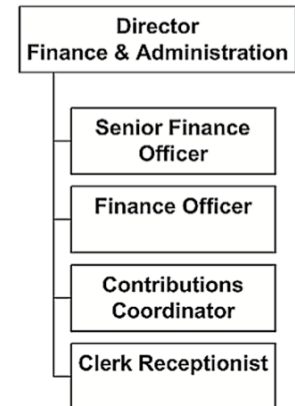 Director
Finance & Administration
Senior Finance
Officer
Finance Officer
Contributions
Coordinator
Clerk Receptionist